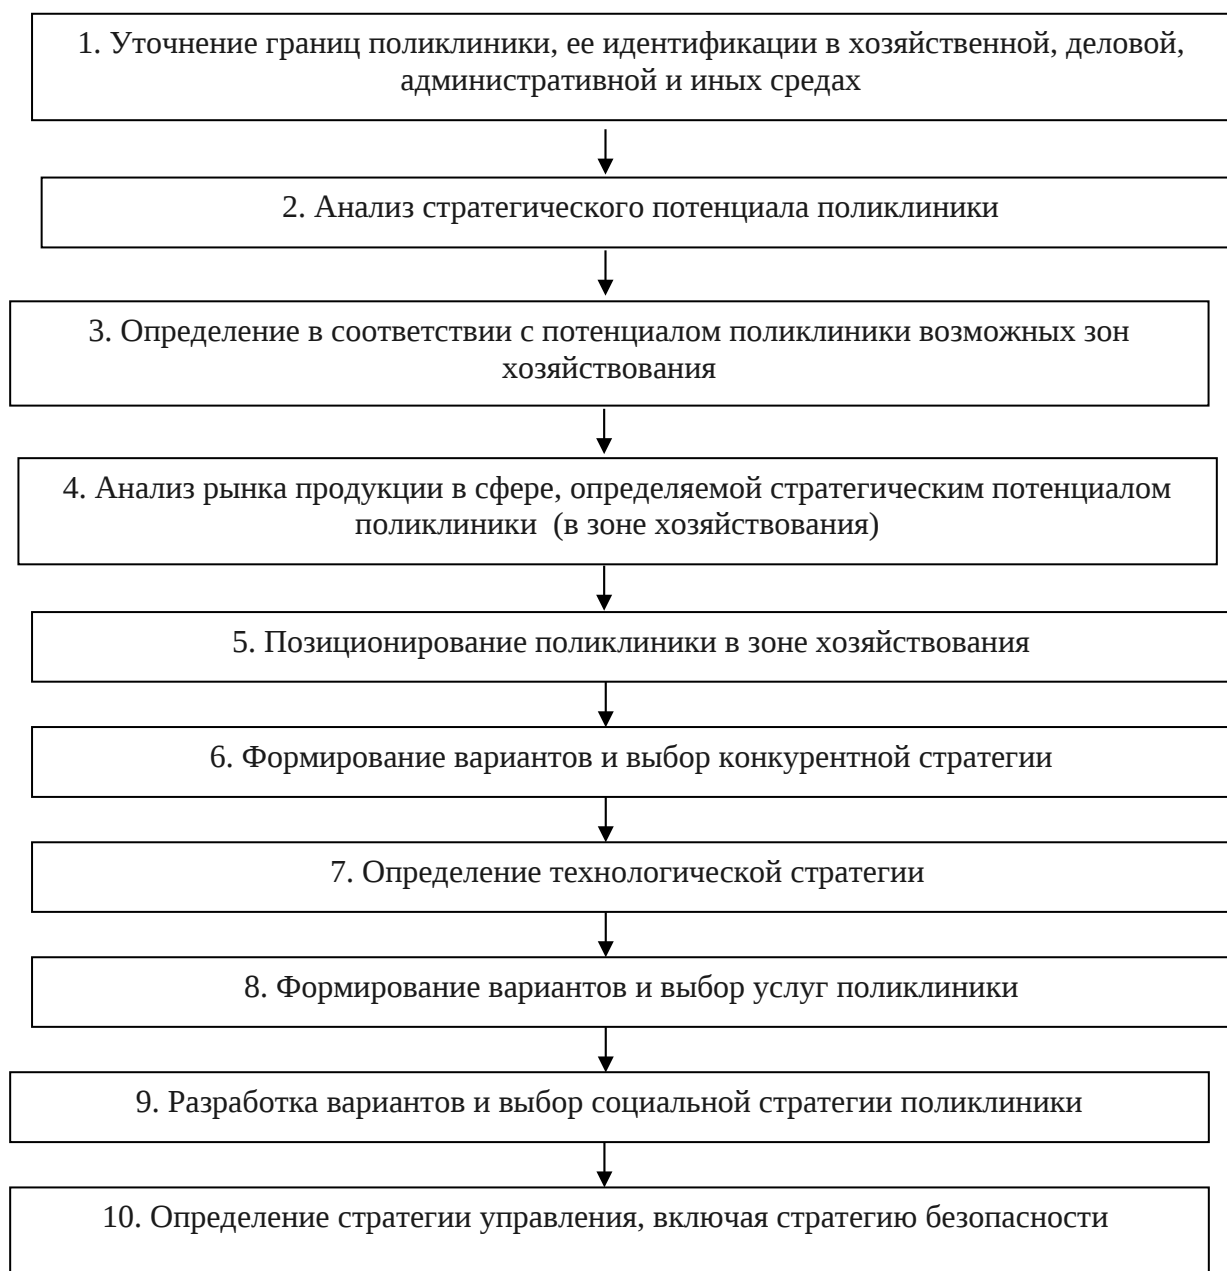 1. Уточнение границ поликлиники, ее идентификации в хозяйственной, деловой,
административной и иных средах
2. Анализ стратегического потенциала поликлиники
3. Определение в соответствии с потенциалом поликлиники возможных зон
хозяйствования
4. Анализ рынка продукции в сфере, определяемой стратегическим потенциалом
поликлиники (в зоне хозяйствования)
5. Позиционирование поликлиники в зоне хозяйствования
6. Формирование вариантов и выбор конкурентной стратегии
7. Определение технологической стратегии
8. Формирование вариантов и выбор услуг поликлиники
9. Разработка вариантов и выбор социальной стратегии поликлиники
10. Определение стратегии управления, включая стратегию безопасности